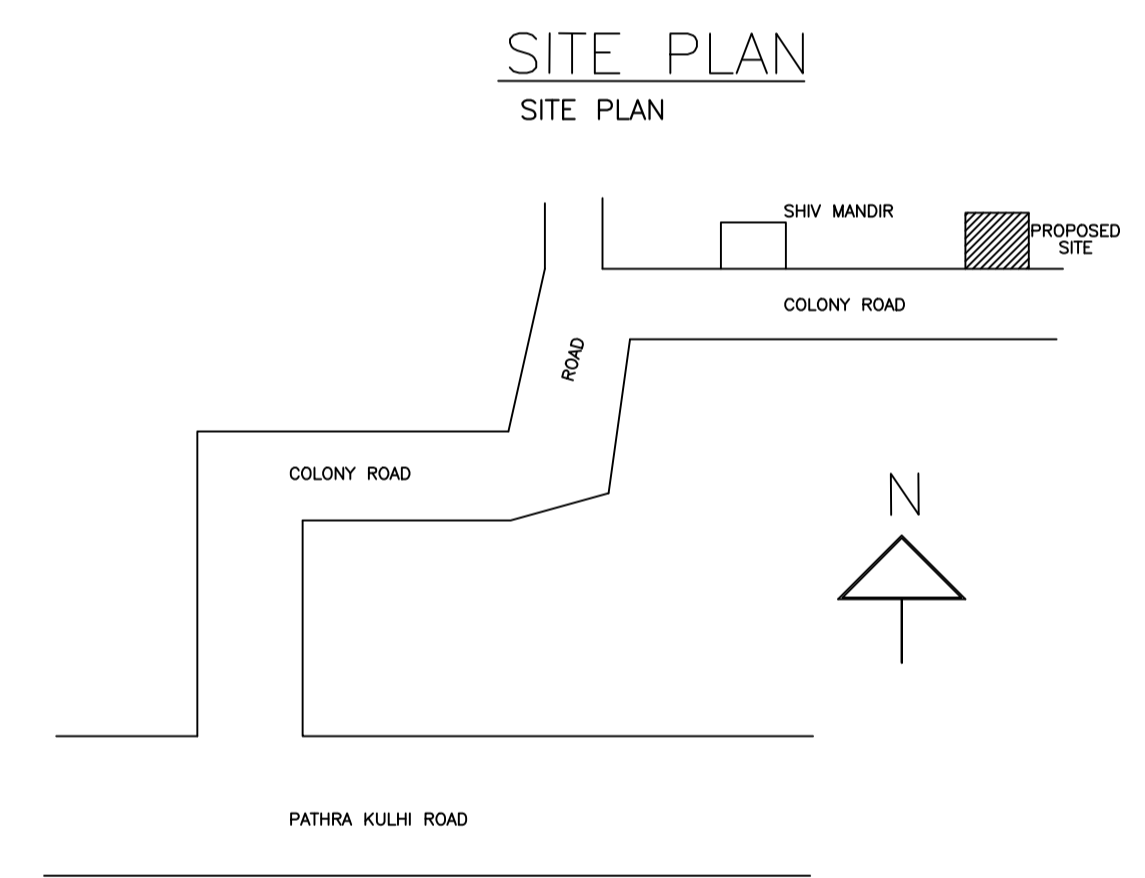 SITE PLAN
SITE PLAN
SHIV MANDIR
PROPOSED
SITE
COLONY ROAD
ROAD
COLONY ROAD
N
PATHRA KULHI ROAD